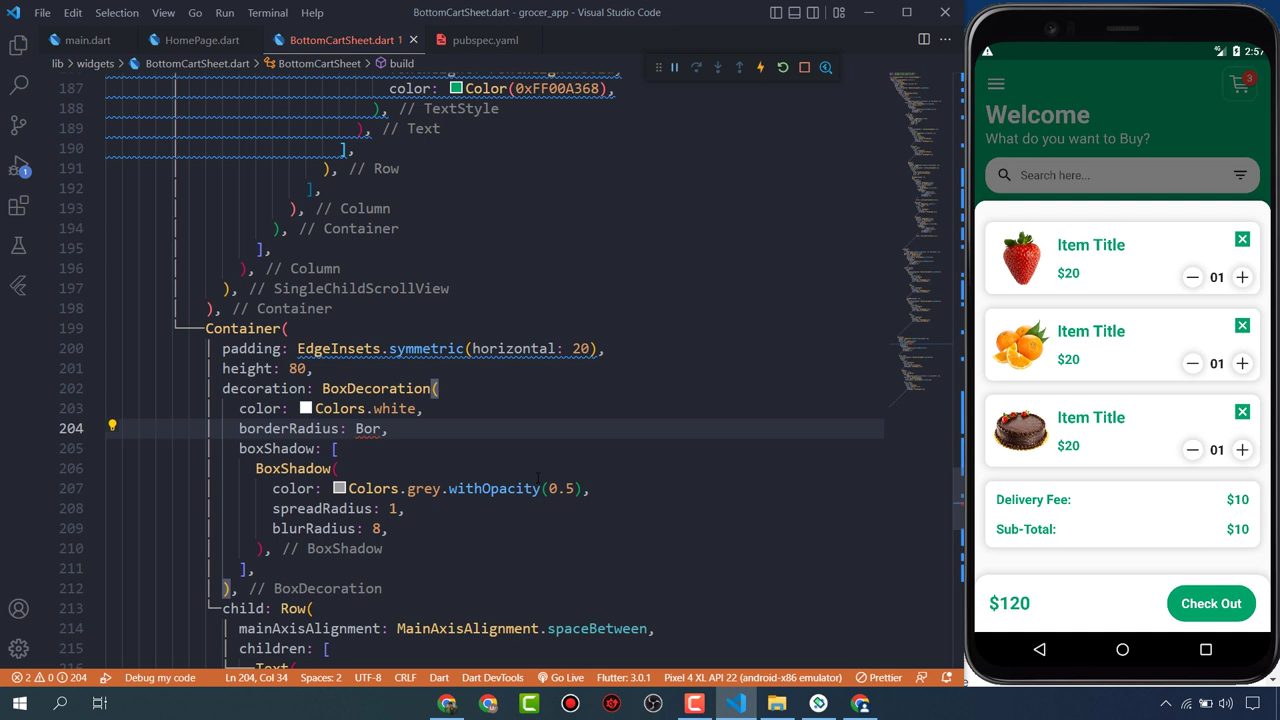 File Edit Selection View Go Run Terminal Help BottomCartSheet.dart - grocer_app - Visual Studio Code
main.dart HomePage.dart BottomCartSheet.dart 1 pubspec.yaml
lib > widgets > BottomCartSheet.dart > BottomCartSheet > build
187 color: Color(0xFF00A368),
188 ), // TextStyle
189 ), // Text
190 ],
191 ), // Row
192 ],
193 ), // Column
194 ), // Container
195 ],
196 ), // Column
197 ), // SingleChildScrollView
198 ), // Container
199 Container(
200 padding: EdgeInsets.symmetric(horizontal: 20),
201 height: 80,
202 decoration: BoxDecoration(
203 color: Colors.white,
204 borderRadius: Bor,
205 boxShadow: [
206 BoxShadow(
207 color: Colors.grey.withOpacity(0.5),
208 spreadRadius: 1,
209 blurRadius: 8,
210 ), // BoxShadow
211 ],
212 ), // BoxDecoration
213 child: Row(
214 mainAxisAlignment: MainAxisAlignment.spaceBetween,
215 children: [
216 Text(
1
2 0 204 Debug my code Ln 204, Col 34 Spaces: 2 UTF-8 CRLF Dart Dart DevTools Go Live Flutter: 3.0.1 Pixel 4 XL API 22 (android-x86 emulator) Prettier
2:57
3
Welcome
What do you want to Buy?
Search here...
Item Title
$20
01
Item Title
$20
01
Item Title
$20
01
Delivery Fee: $10
Sub-Total: $10
$120 Check Out